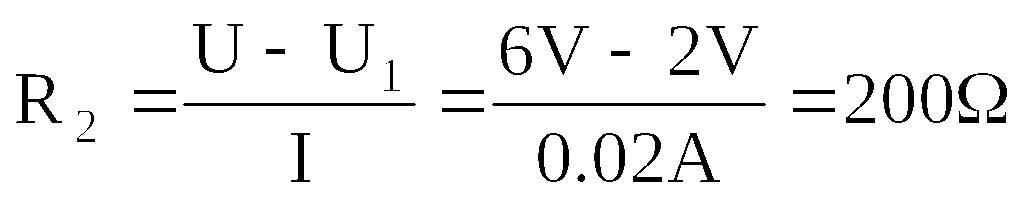 R₂ = (U - U₁)/I = (6V - 2V)/0.02A = 200Ω